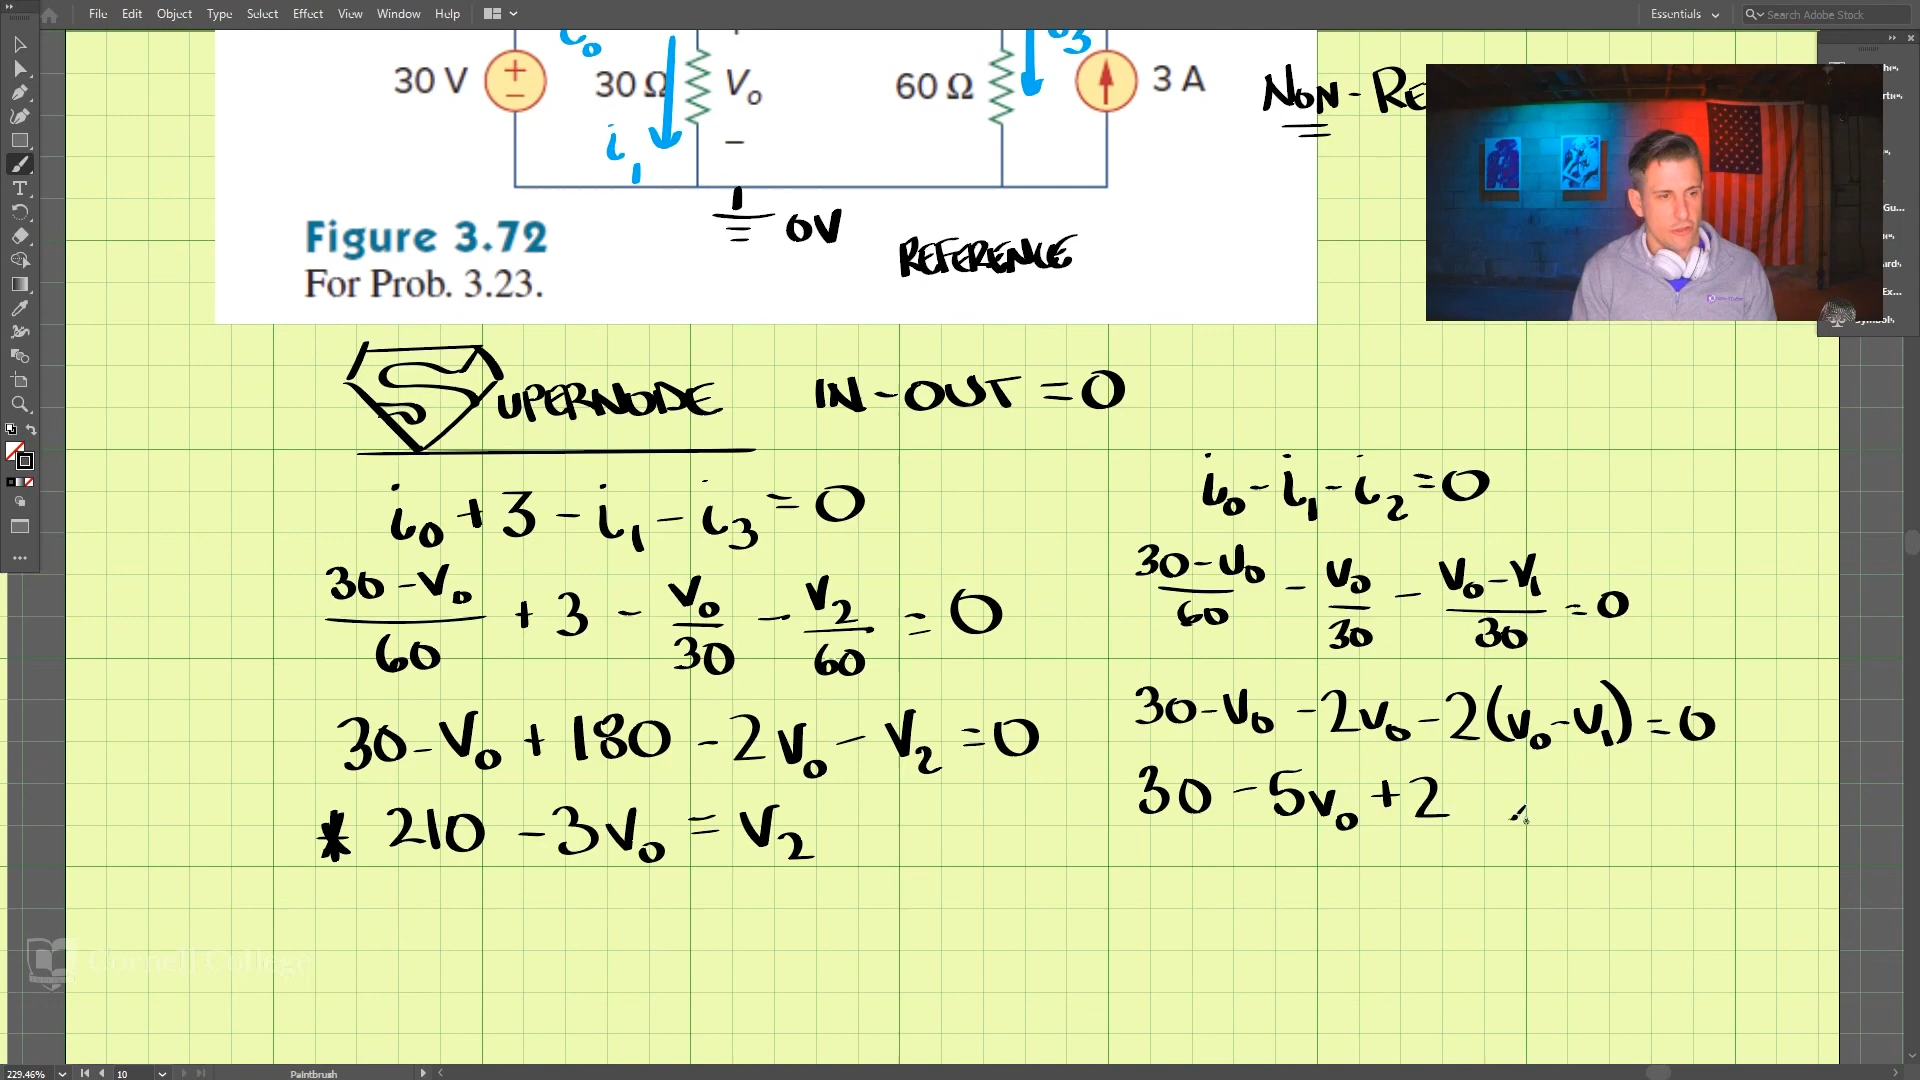 File Edit Object Type Select Effect View Window Help
Essentials
Search Adobe Stock
30 V
i₀
30 Ω
i₁
Vₒ
−
60 Ω
3 A
NON-RE
0V
REFERENCE
Figure 3.72
For Prob. 3.23.
SUPERNODE IN-OUT = 0
i₀ + 3 - i₁ - i₃ = 0
(30 - V₀)/60 + 3 - V₀/30 - V₂/60 = 0
30 - V₀ + 180 - 2V₀ - V₂ = 0
* 210 - 3V₀ = V₂
i₀ - i₁ - i₂ = 0
(30 - V₀)/60 - V₀/30 - (V₀ - V₁)/30 = 0
30 - V₀ - 2V₀ - 2(V₀ - V₁) = 0
30 - 5V₀ + 2
Cornell College
229.46% 10 Paintbrush